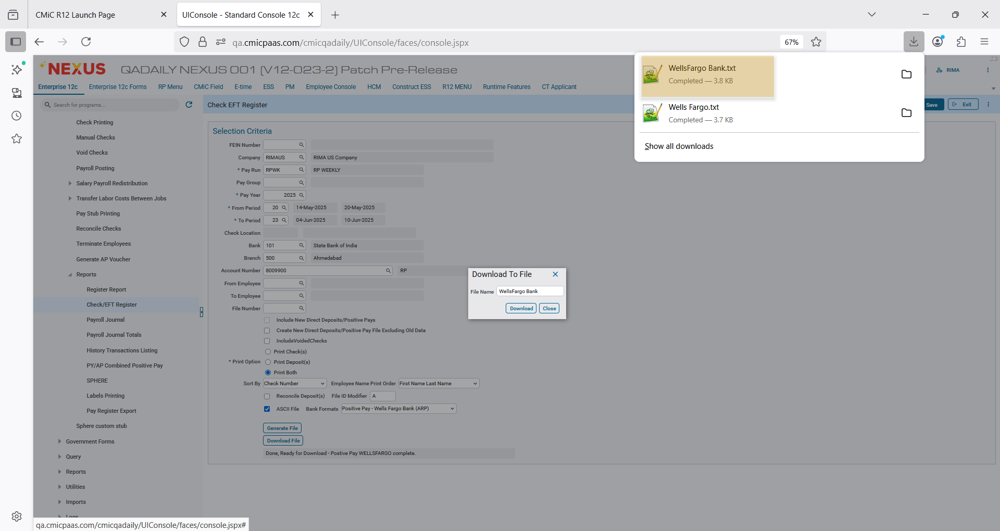 CMiC R12 Launch Page
UIConsole - Standard Console 12c
qa.cmicpaas.com/cmicqadaily/UIConsole/faces/console.jspx
67%
WellsFargo Bank.txt
Completed — 3.8 KB
Wells Fargo.txt
Completed — 3.7 KB
Show all downloads
NEXUS
QADAILY NEXUS 001 (V12-023-2) Patch Pre-Release
RIMA
Enterprise 12c Enterprise 12c Forms RP Menu CMiC Field E-time ESS PM Employee Console HCM Construct ESS R12 MENU Runtime Features CT Applicant
Search for programs...
Check EFT Register
Save
Exit
Check Printing
Manual Checks
Void Checks
Payroll Posting
Salary Payroll Redistribution
Transfer Labor Costs Between Jobs
Pay Stub Printing
Reconcile Checks
Terminate Employees
Generate AP Voucher
Reports
Register Report
Check/EFT Register
Payroll Journal
Payroll Journal Totals
History Transactions Listing
PY/AP Combined Positive Pay
SPHERE
Labels Printing
Pay Register Export
Sphere custom stub
Government Forms
Query
Reports
Utilities
Imports
Logs
Selection Criteria
FEIN Number
Company RIMAUS RIMA US Company
* Pay Run RPWK RP WEEKLY
Pay Group
* Pay Year 2025
* From Period 20 14-May-2025 20-May-2025
* To Period 23 04-Jun-2025 10-Jun-2025
Check Location
Bank 101 State Bank of India
Branch 500 Ahmedabad
Account Number 8009900 RP
From Employee
To Employee
File Number
Include New Direct Deposits/Positive Pays
Create New Direct Deposits/Positive Pay File Excluding Old Data
IncludeVoidedChecks
Print Check(s)
* Print Option Print Deposit(s)
Print Both
Sort By Check Number Employee Name Print Order First Name Last Name
Reconcile Deposit(s) File ID Modifier A
ASCII File Bank Formats Positive Pay - Wells Fargo Bank (ARP)
Generate File
Download File
Done, Ready for Download - Postive Pay WELLSFARGO complete.
Download To File
File Name WellsFargo Bank
Download Close
qa.cmicpaas.com/cmicqadaily/UIConsole/faces/console.jspx#